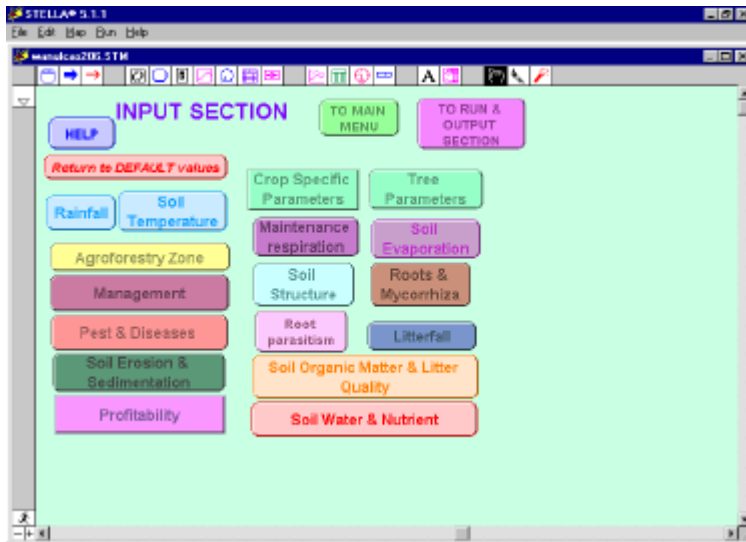 STELLA® 5.1.1
File Edit Map Run Help
wanulcas206.STM
A
INPUT SECTION
HELP
TO MAIN
MENU
TO RUN &
OUTPUT
SECTION
Return to DEFAULT values
Rainfall
Soil
Temperature
Agroforestry Zone
Management
Pest & Diseases
Soil Erosion &
Sedimentation
Profitability
Crop Specific
Parameters
Tree
Parameters
Maintenance
respiration
Soil
Evaporation
Soil
Structure
Roots &
Mycorrhiza
Root
parasitism
Litterfall
Soil Organic Matter & Litter
Quality
Soil Water & Nutrient